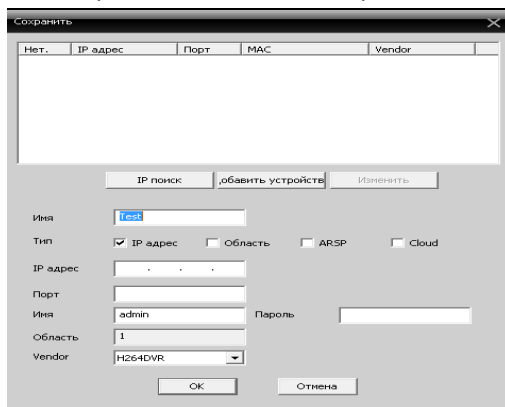 Сохранить
Нет. IP адрес Порт MAC Vendor
IP поиск ,обавить устройств Изменить
Имя Test
Тип IP адрес Область ARSP Cloud
IP адрес . . .
Порт
Имя admin Пароль
Область 1
Vendor H264DVR
OK Отмена